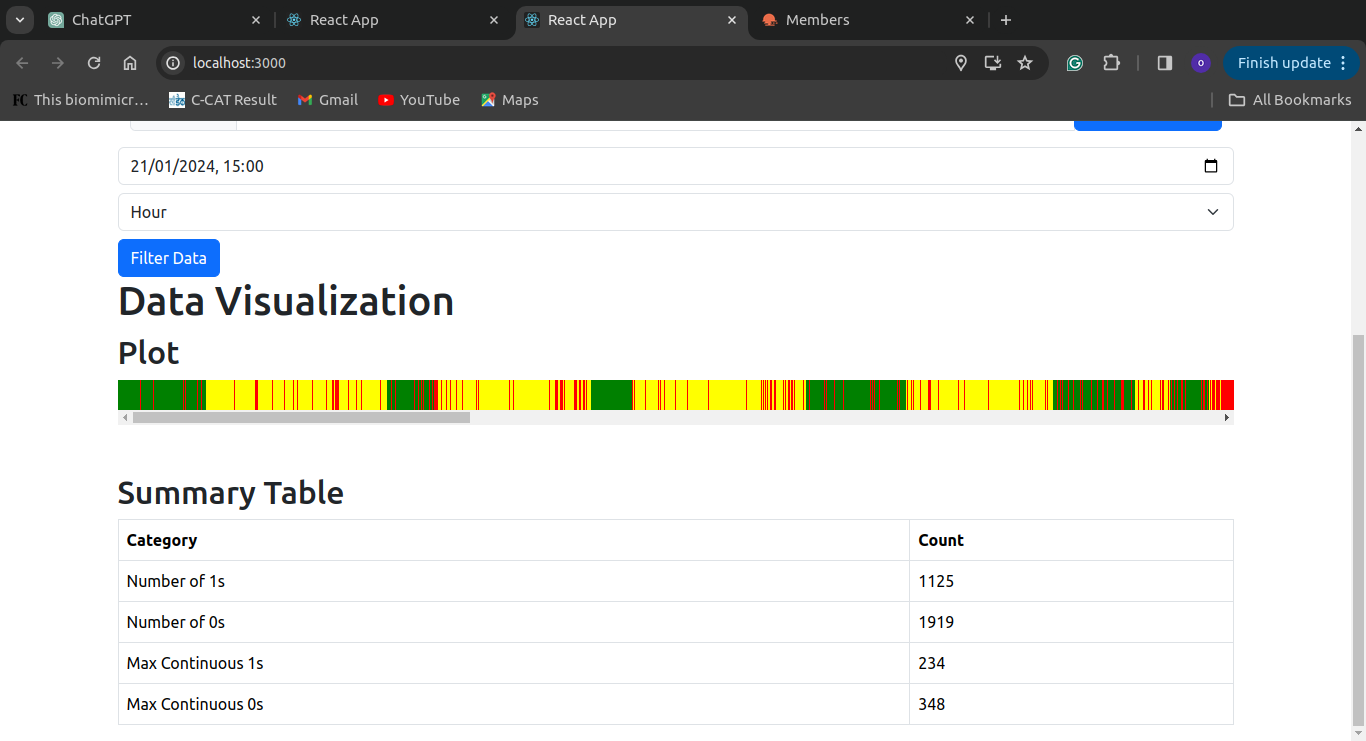 ChatGPT
React App
React App
Members
localhost:3000
O
Finish update
FC This biomimicr...
C-CAT Result
Gmail
YouTube
Maps
All Bookmarks
21/01/2024, 15:00
Hour
Filter Data
Data Visualization
Plot
Summary Table
Category Count
Number of 1s 1125
Number of 0s 1919
Max Continuous 1s 234
Max Continuous 0s 348